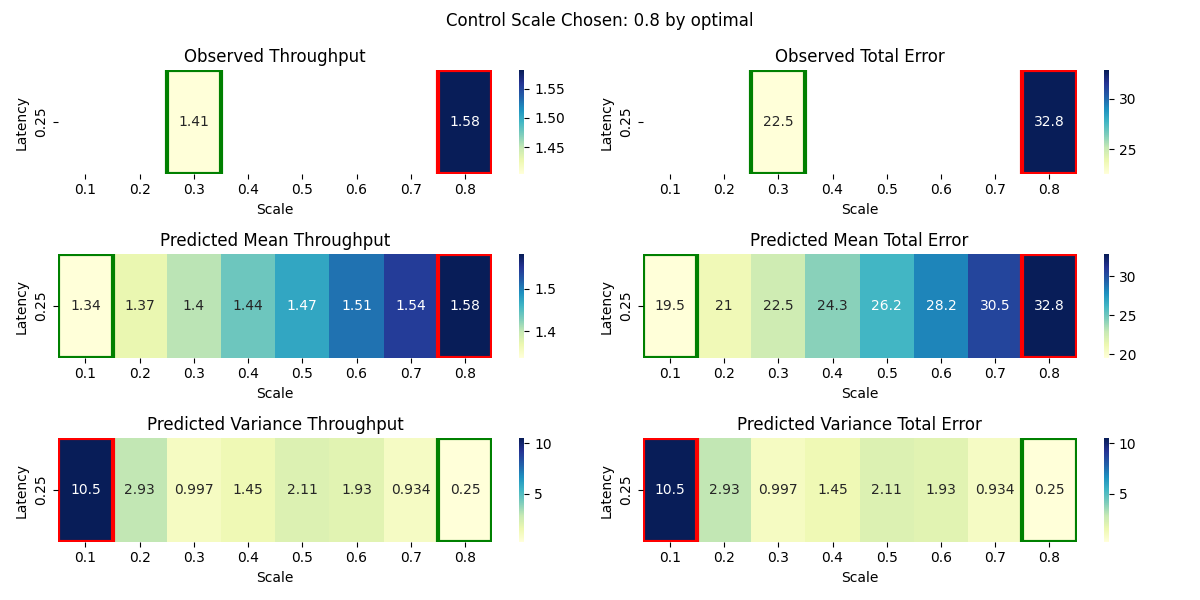 Control Scale Chosen: 0.8 by optimal
Observed Throughput
Latency
0.25
1.41
1.58
0.1 0.2 0.3 0.4 0.5 0.6 0.7 0.8
Scale
1.55
1.50
1.45
Observed Total Error
Latency
0.25
22.5
32.8
0.1 0.2 0.3 0.4 0.5 0.6 0.7 0.8
Scale
30
25
Predicted Mean Throughput
Latency
0.25
1.34 1.37 1.4 1.44 1.47 1.51 1.54 1.58
0.1 0.2 0.3 0.4 0.5 0.6 0.7 0.8
Scale
1.5
1.4
Predicted Mean Total Error
Latency
0.25
19.5 21 22.5 24.3 26.2 28.2 30.5 32.8
0.1 0.2 0.3 0.4 0.5 0.6 0.7 0.8
Scale
30
25
20
Predicted Variance Throughput
Latency
0.25
10.5 2.93 0.997 1.45 2.11 1.93 0.934 0.25
0.1 0.2 0.3 0.4 0.5 0.6 0.7 0.8
Scale
10
5
Predicted Variance Total Error
Latency
0.25
10.5 2.93 0.997 1.45 2.11 1.93 0.934 0.25
0.1 0.2 0.3 0.4 0.5 0.6 0.7 0.8
Scale
10
5